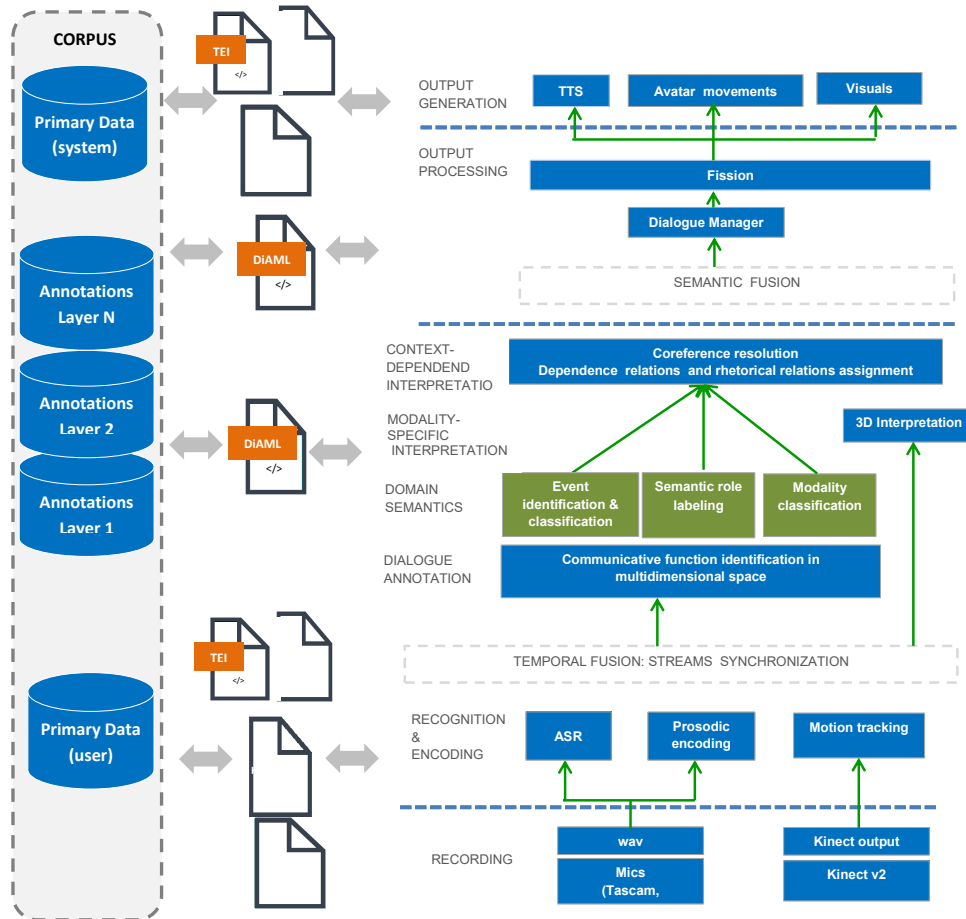 CORPUS
Primary Data
(system)
Annotations
Layer N
Annotations
Layer 2
Annotations
Layer 1
Primary Data
(user)
TEI
</>
DiAML
</>
DiAML
</>
TEI
</>
OUTPUT
GENERATION
TTS
Avatar movements
Visuals
OUTPUT
PROCESSING
Fission
Dialogue Manager
SEMANTIC FUSION
CONTEXT-
DEPENDEND
INTERPRETATIO
Coreference resolution
Dependence relations and rhetorical relations assignment
MODALITY-
SPECIFIC
INTERPRETATION
3D Interpretation
DOMAIN
SEMANTICS
Event
identification &
classification
Semantic role
labeling
Modality
classification
DIALOGUE
ANNOTATION
Communicative function identification in
multidimensional space
TEMPORAL FUSION: STREAMS SYNCHRONIZATION
RECOGNITION
&
ENCODING
ASR
Prosodic
encoding
Motion tracking
RECORDING
wav
Mics
(Tascam,
Kinect output
Kinect v2